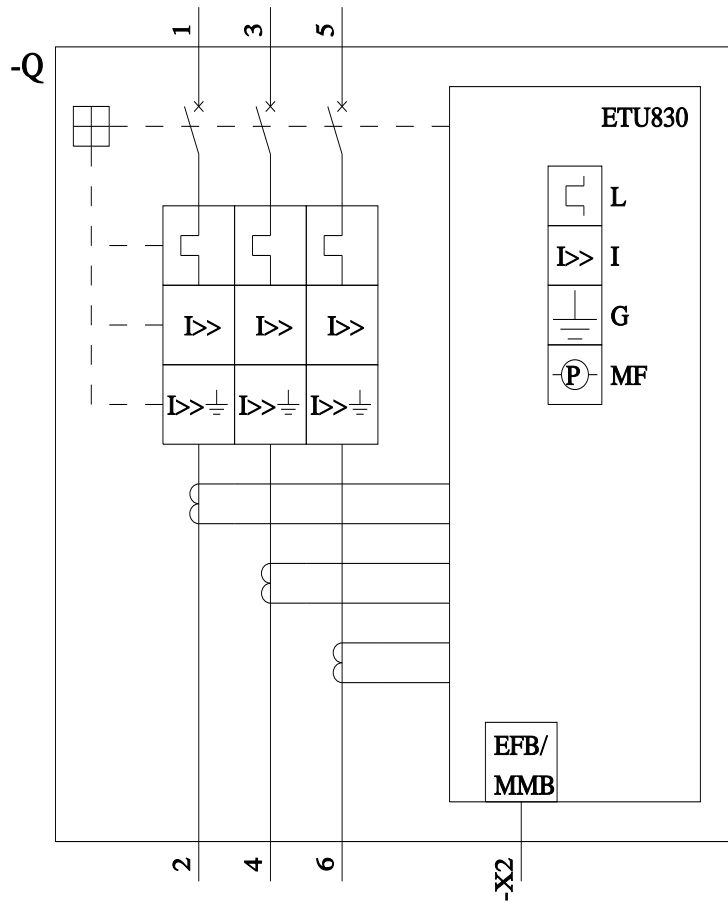 1
3
5
-Q
ETU830
L
I>> I
G
P MF
I>> I>> I>>
I>> I>> I>>
EFB/
MMB
2
4
6
-X2